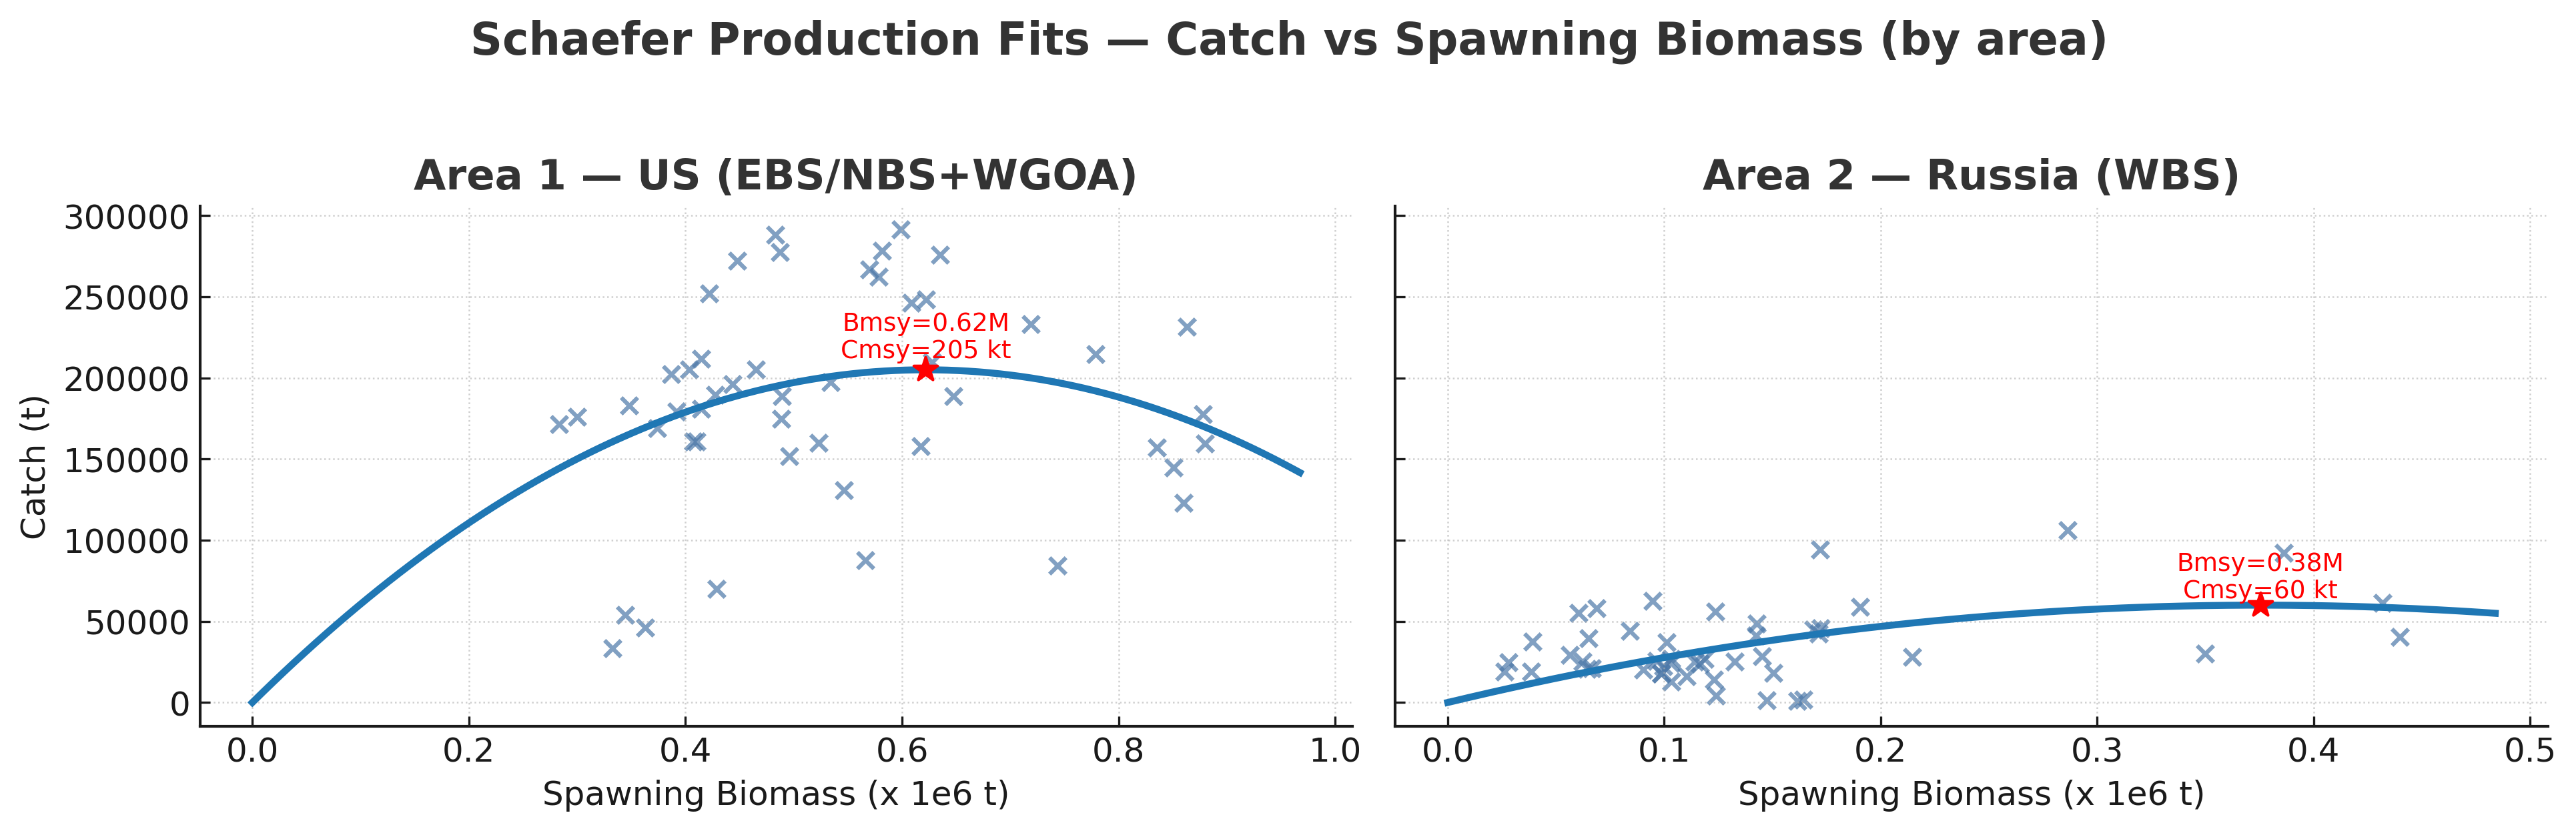 Schaefer Production Fits — Catch vs Spawning Biomass (by area)
Area 1 — US (EBS/NBS+WGOA)
Catch (t)
300000
250000
200000
150000
100000
50000
0
Bmsy=0.62M
Cmsy=205 kt
0.0 0.2 0.4 0.6 0.8 1.0
Spawning Biomass (x 1e6 t)
Area 2 — Russia (WBS)
Bmsy=0.38M
Cmsy=60 kt
0.0 0.1 0.2 0.3 0.4 0.5
Spawning Biomass (x 1e6 t)